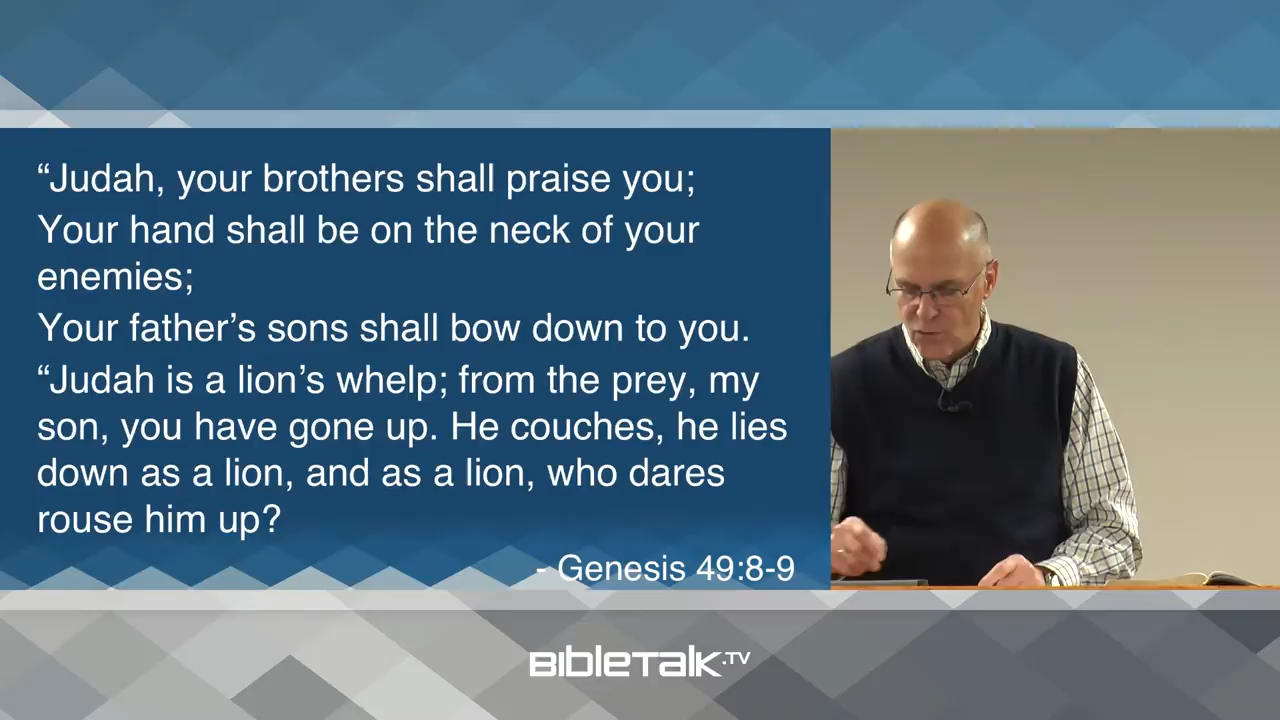 “Judah, your brothers shall praise you;
Your hand shall be on the neck of your
enemies;
Your father’s sons shall bow down to you.
“Judah is a lion’s whelp; from the prey, my
son, you have gone up. He couches, he lies
down as a lion, and as a lion, who dares
rouse him up?
- Genesis 49:8-9
BIBLETALK.TV